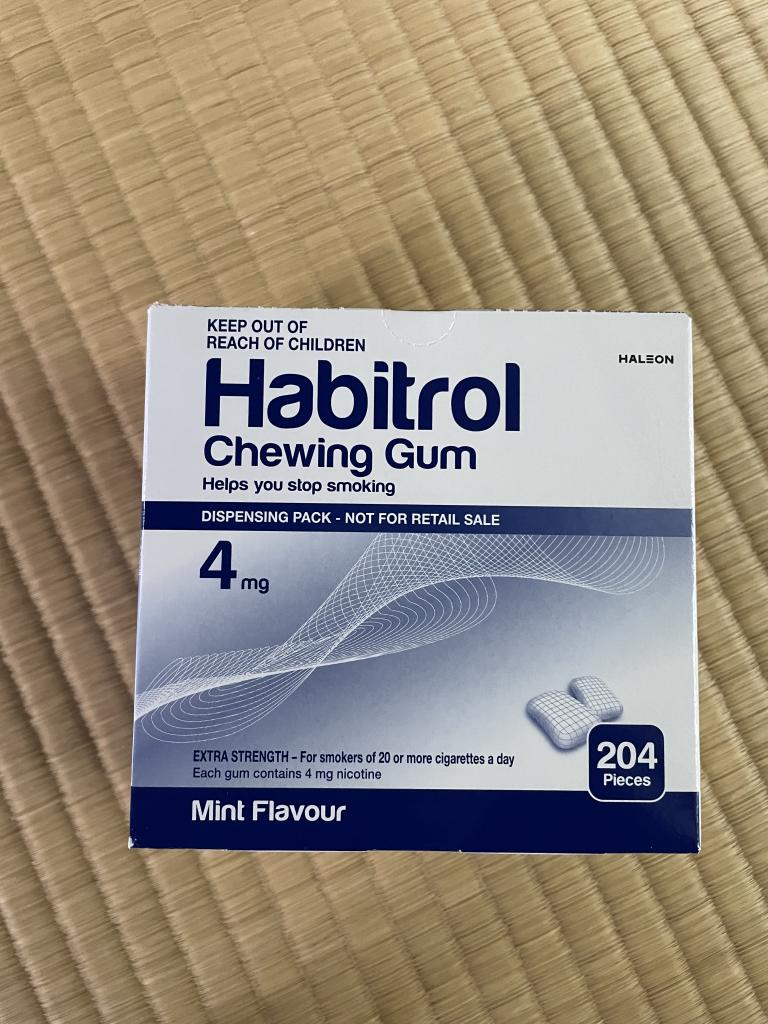 KEEP OUT OF
REACH OF CHILDREN
HALEON
Habitrol
Chewing Gum
Helps you stop smoking
DISPENSING PACK - NOT FOR RETAIL SALE
4 mg
EXTRA STRENGTH – For smokers of 20 or more cigarettes a day
Each gum contains 4 mg nicotine
204
Pieces
Mint Flavour